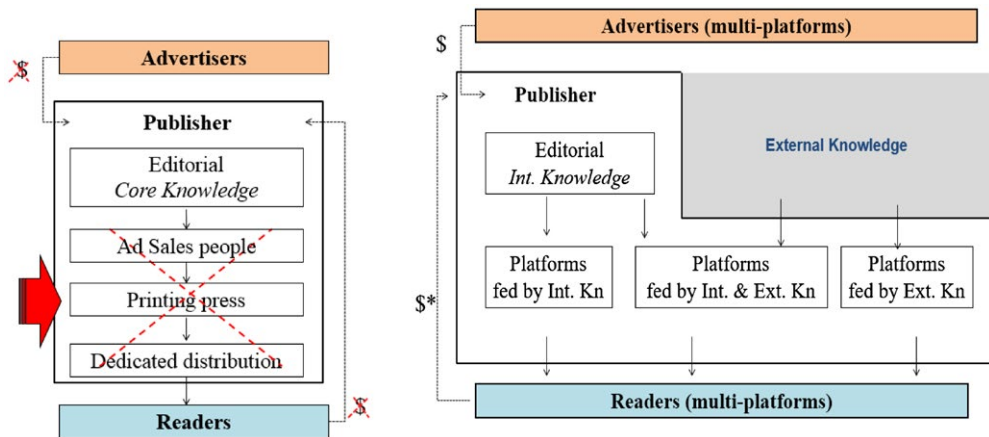 Advertisers
$
Publisher
Editorial
Core Knowledge
Ad Sales people
Printing press
Dedicated distribution
$
Readers
Advertisers (multi-platforms)
$
Publisher
External Knowledge
Editorial
Int. Knowledge
Platforms
fed by Int. Kn
Platforms
fed by Int. & Ext. Kn
Platforms
fed by Ext. Kn
$*
Readers (multi-platforms)